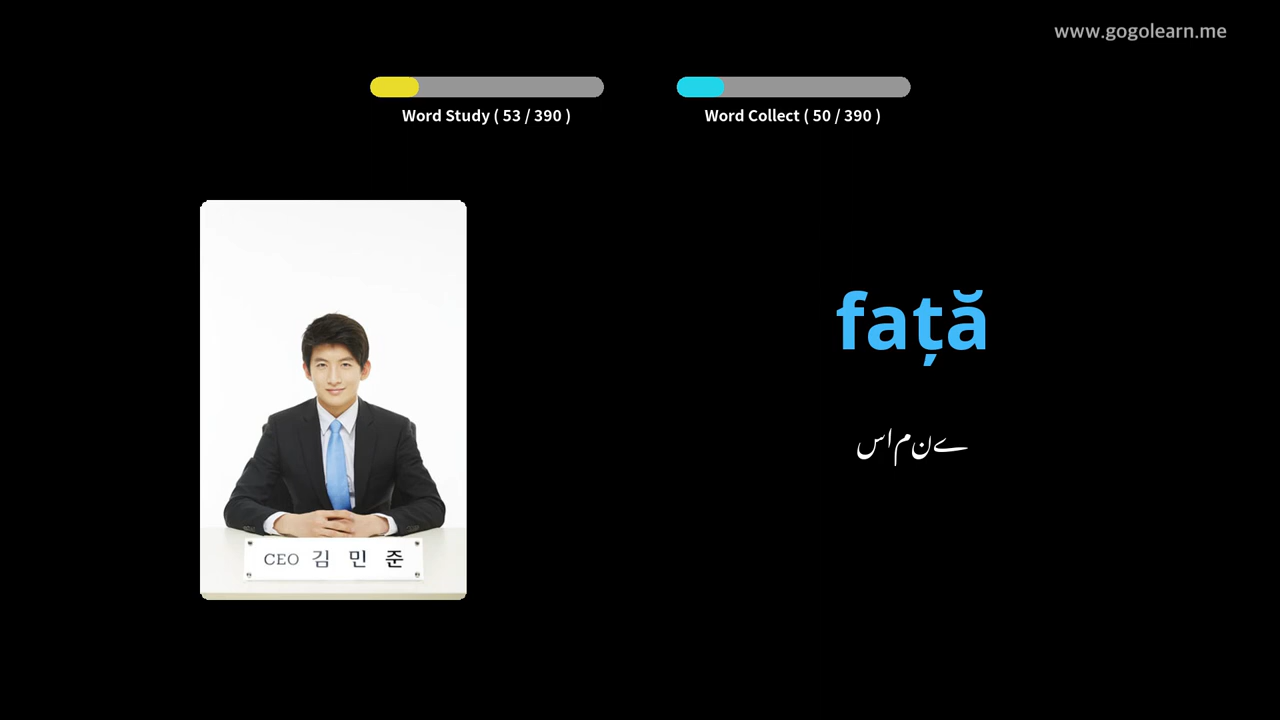 www.gogolearn.me
Word Study ( 53 / 390 )
Word Collect ( 50 / 390 )
față
سامنے
CEO 김 민 준